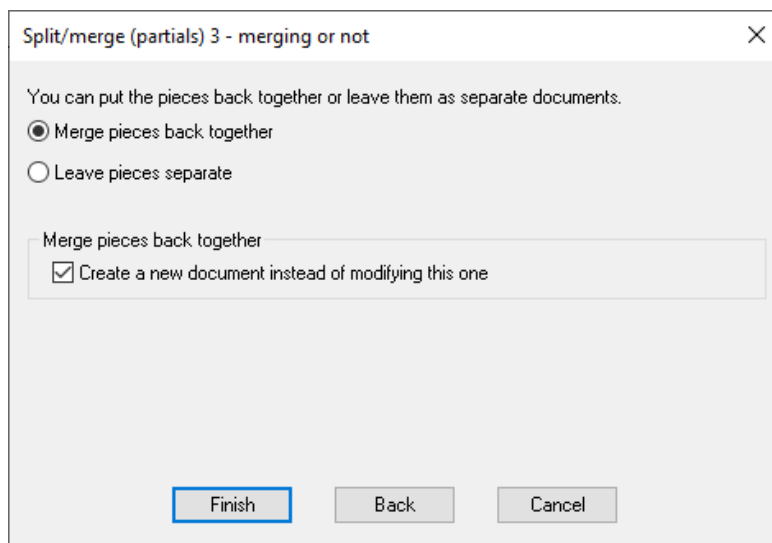 Split/merge (partials) 3 - merging or not
You can put the pieces back together or leave them as separate documents.
Merge pieces back together
Leave pieces separate
Merge pieces back together
Create a new document instead of modifying this one
Finish Back Cancel